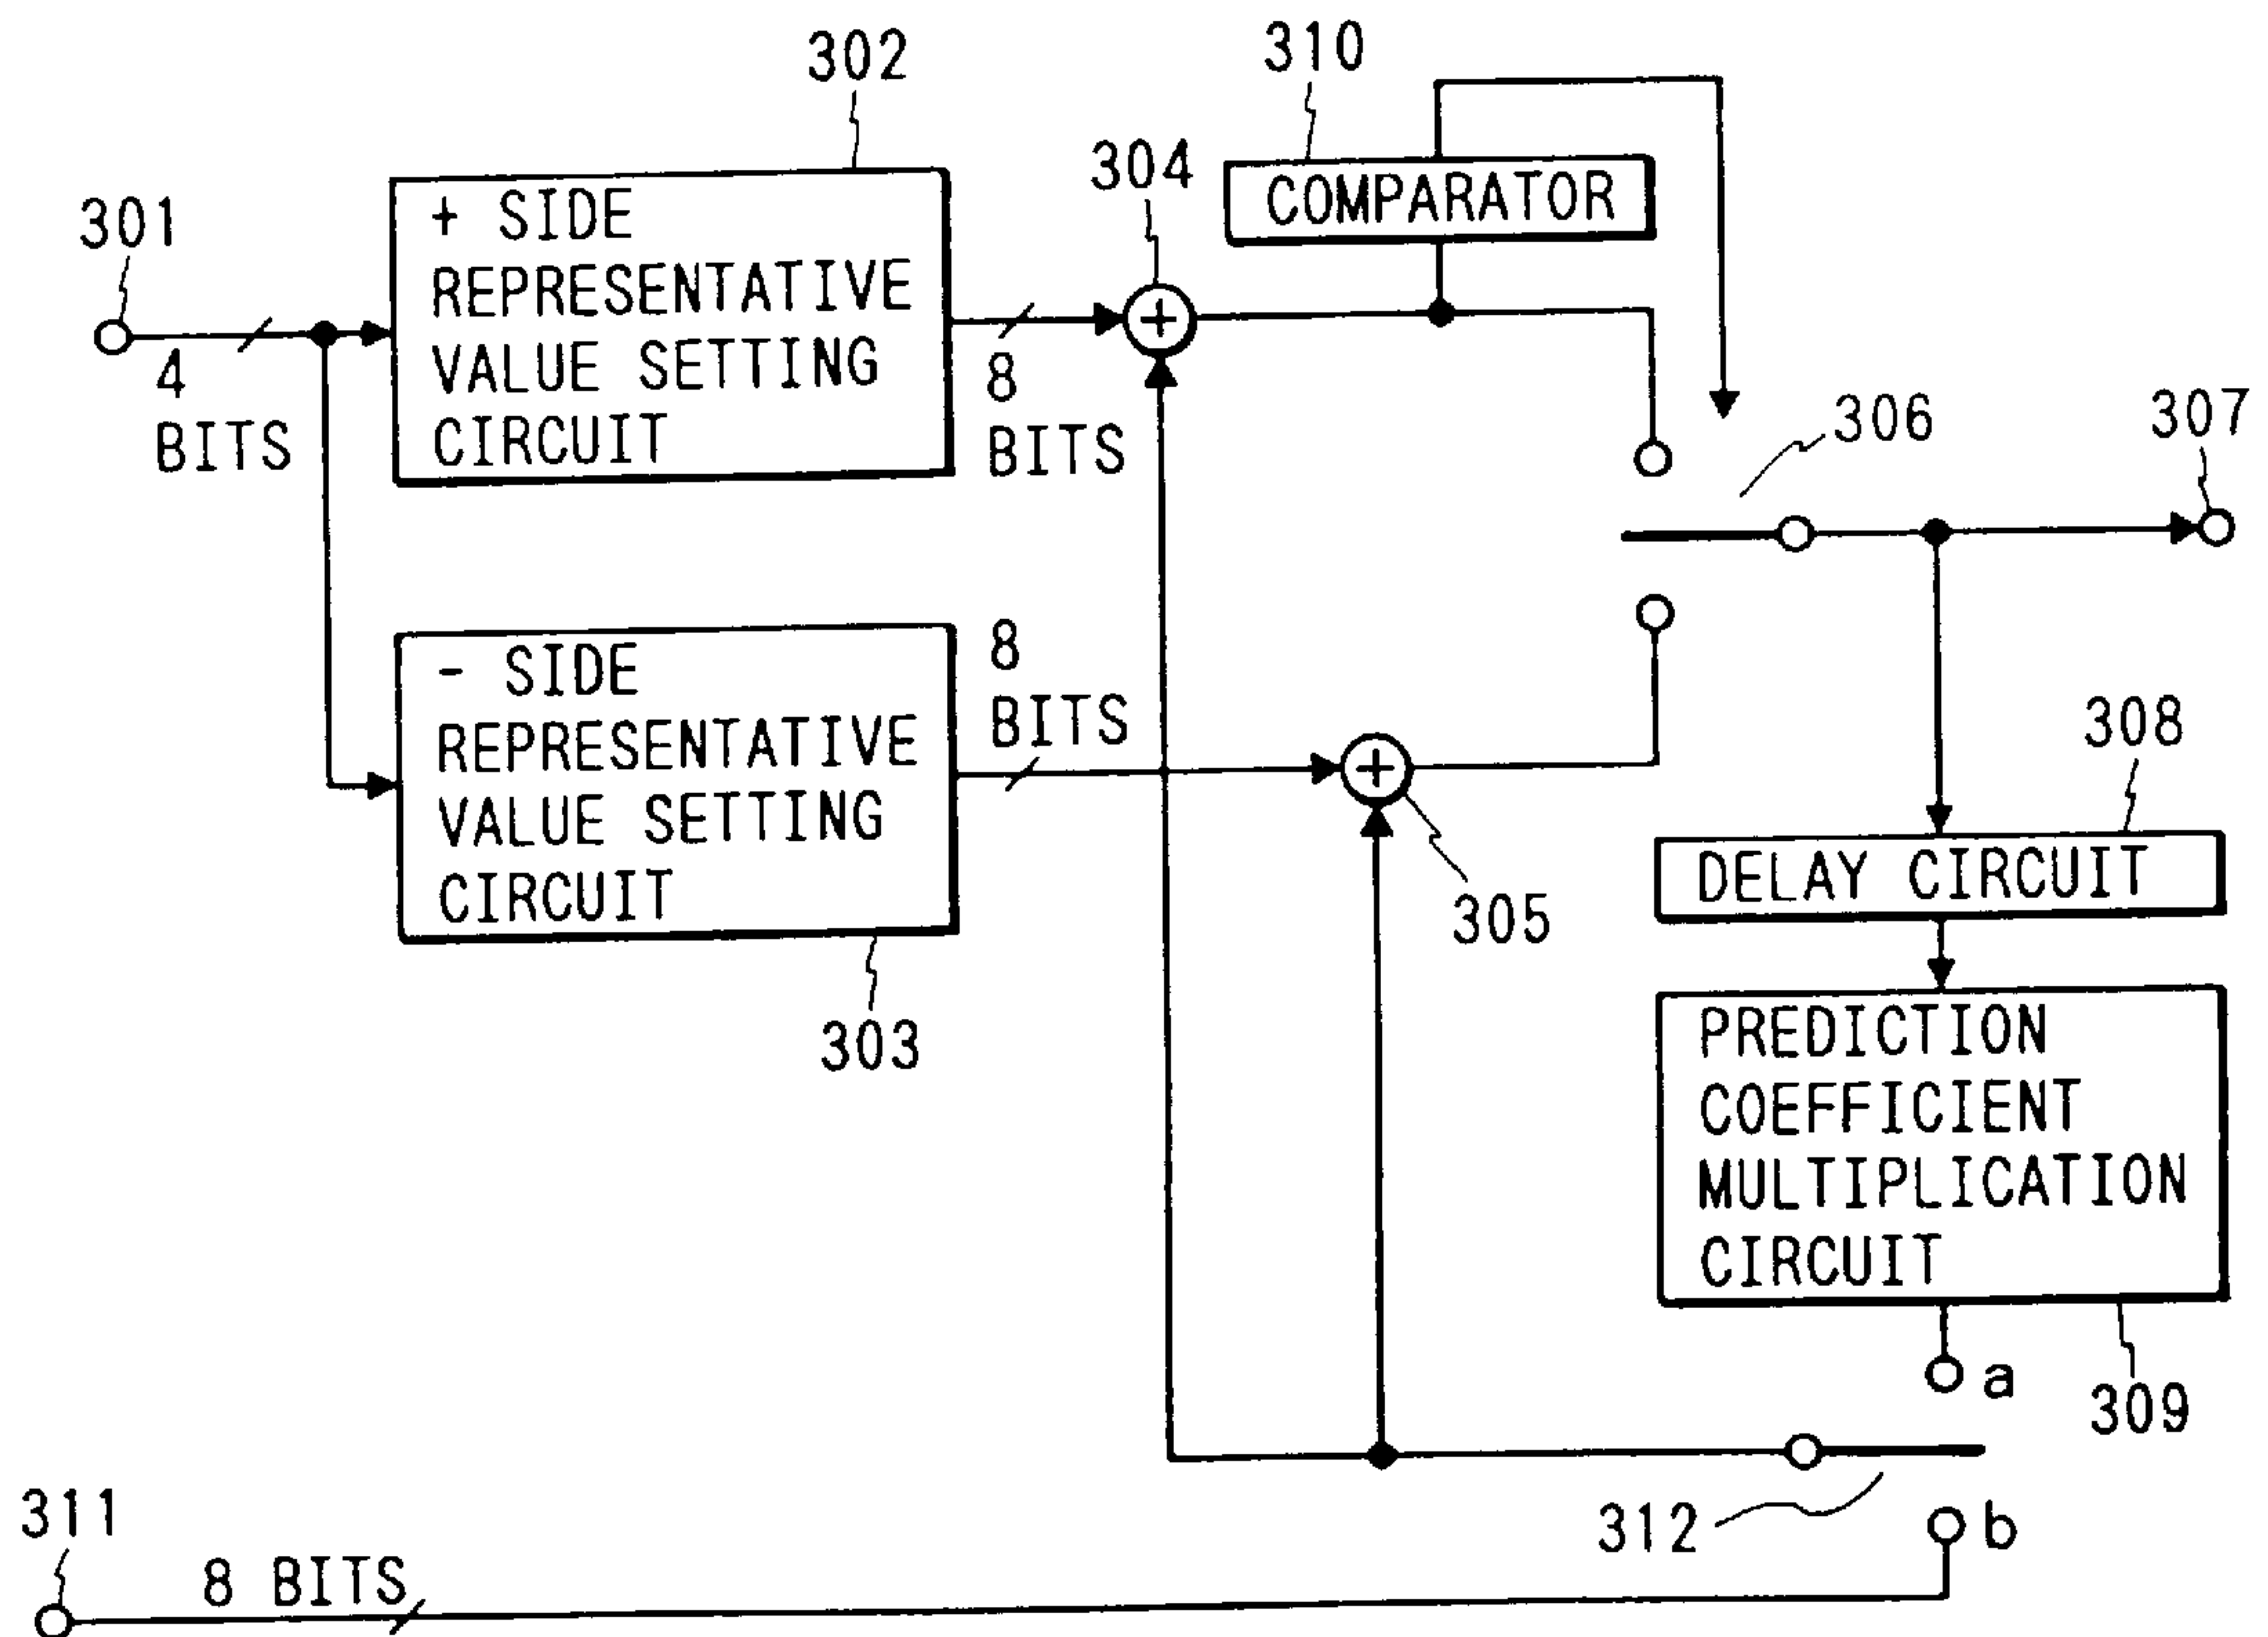 302
310
304
301
+ SIDE
REPRESENTATIVE
VALUE SETTING
CIRCUIT
COMPARATOR
4
BITS
8
BITS
306
307
- SIDE
REPRESENTATIVE
VALUE SETTING
CIRCUIT
8
BITS
303
305
308
DELAY CIRCUIT
PREDICTION
COEFFICIENT
MULTIPLICATION
CIRCUIT
a
309
312
b
311
8 BITS